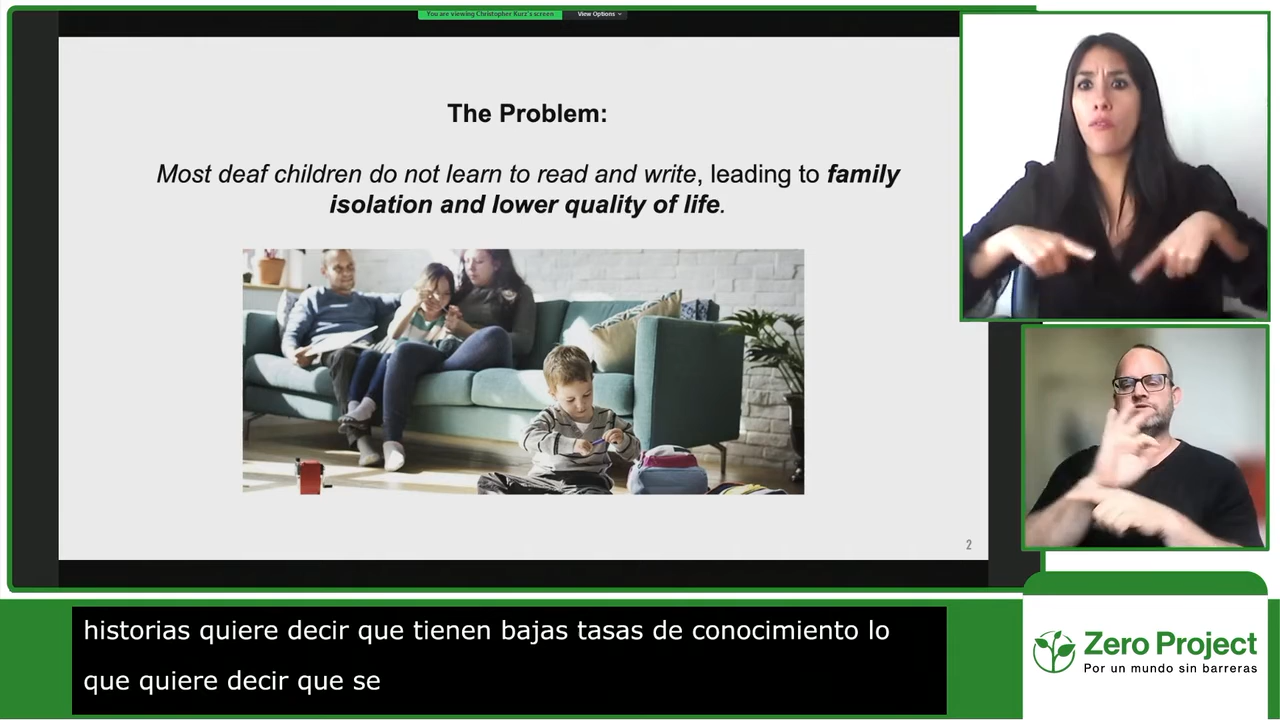 You are viewing Christopher Kurz's screen
View Options
The Problem:
Most deaf children do not learn to read and write, leading to family
isolation and lower quality of life.
2
historias quiere decir que tienen bajas tasas de conocimiento lo
que quiere decir que se
Zero Project
Por un mundo sin barreras